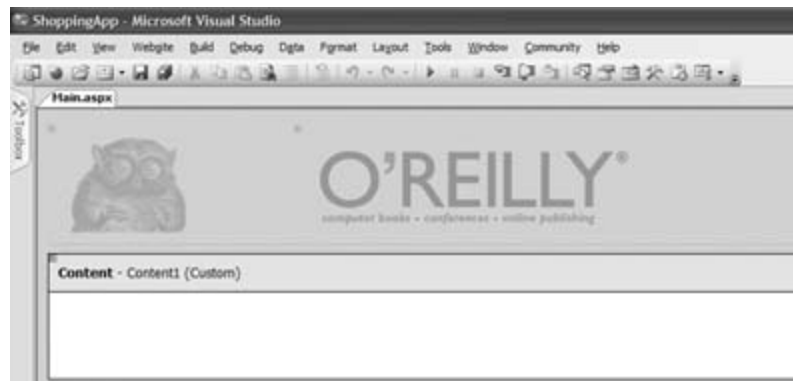 ShoppingApp - Microsoft Visual Studio
File Edit View Website Build Debug Data Format Layout Tools Window Community Help
Main.aspx
Toolbox
O'REILLY®
computer books • conferences • online publishing
Content - Content1 (Custom)